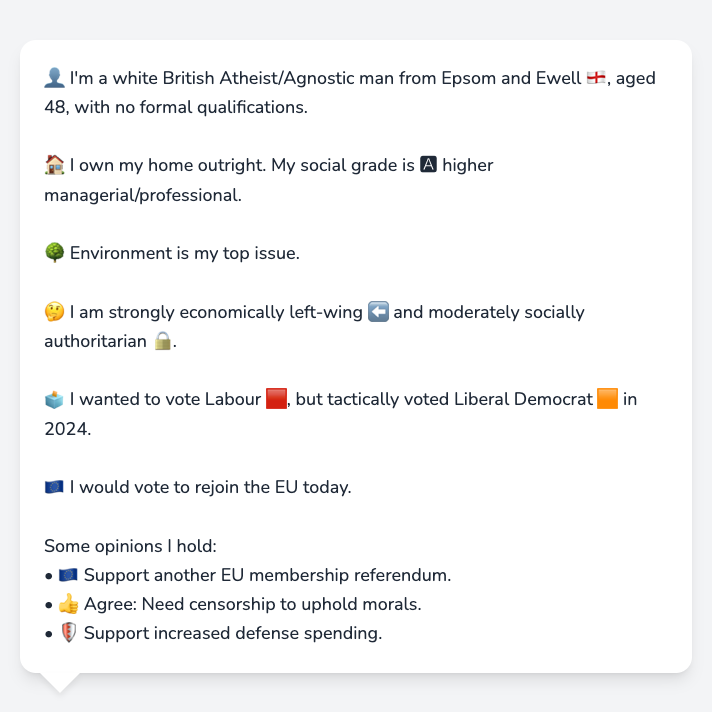 👤 I'm a white British Atheist/Agnostic man from Epsom and Ewell 🏴󠁧󠁢󠁥󠁮󠁧󠁿, aged
48, with no formal qualifications.
🏠 I own my home outright. My social grade is 🅰 higher
managerial/professional.
🌳 Environment is my top issue.
🤔 I am strongly economically left-wing ⬅️ and moderately socially
authoritarian 🔒.
🗳️ I wanted to vote Labour 🟥, but tactically voted Liberal Democrat 🟧 in
2024.
🇪🇺 I would vote to rejoin the EU today.
Some opinions I hold:
• 🇪🇺 Support another EU membership referendum.
• 👍 Agree: Need censorship to uphold morals.
• 🛡️ Support increased defense spending.